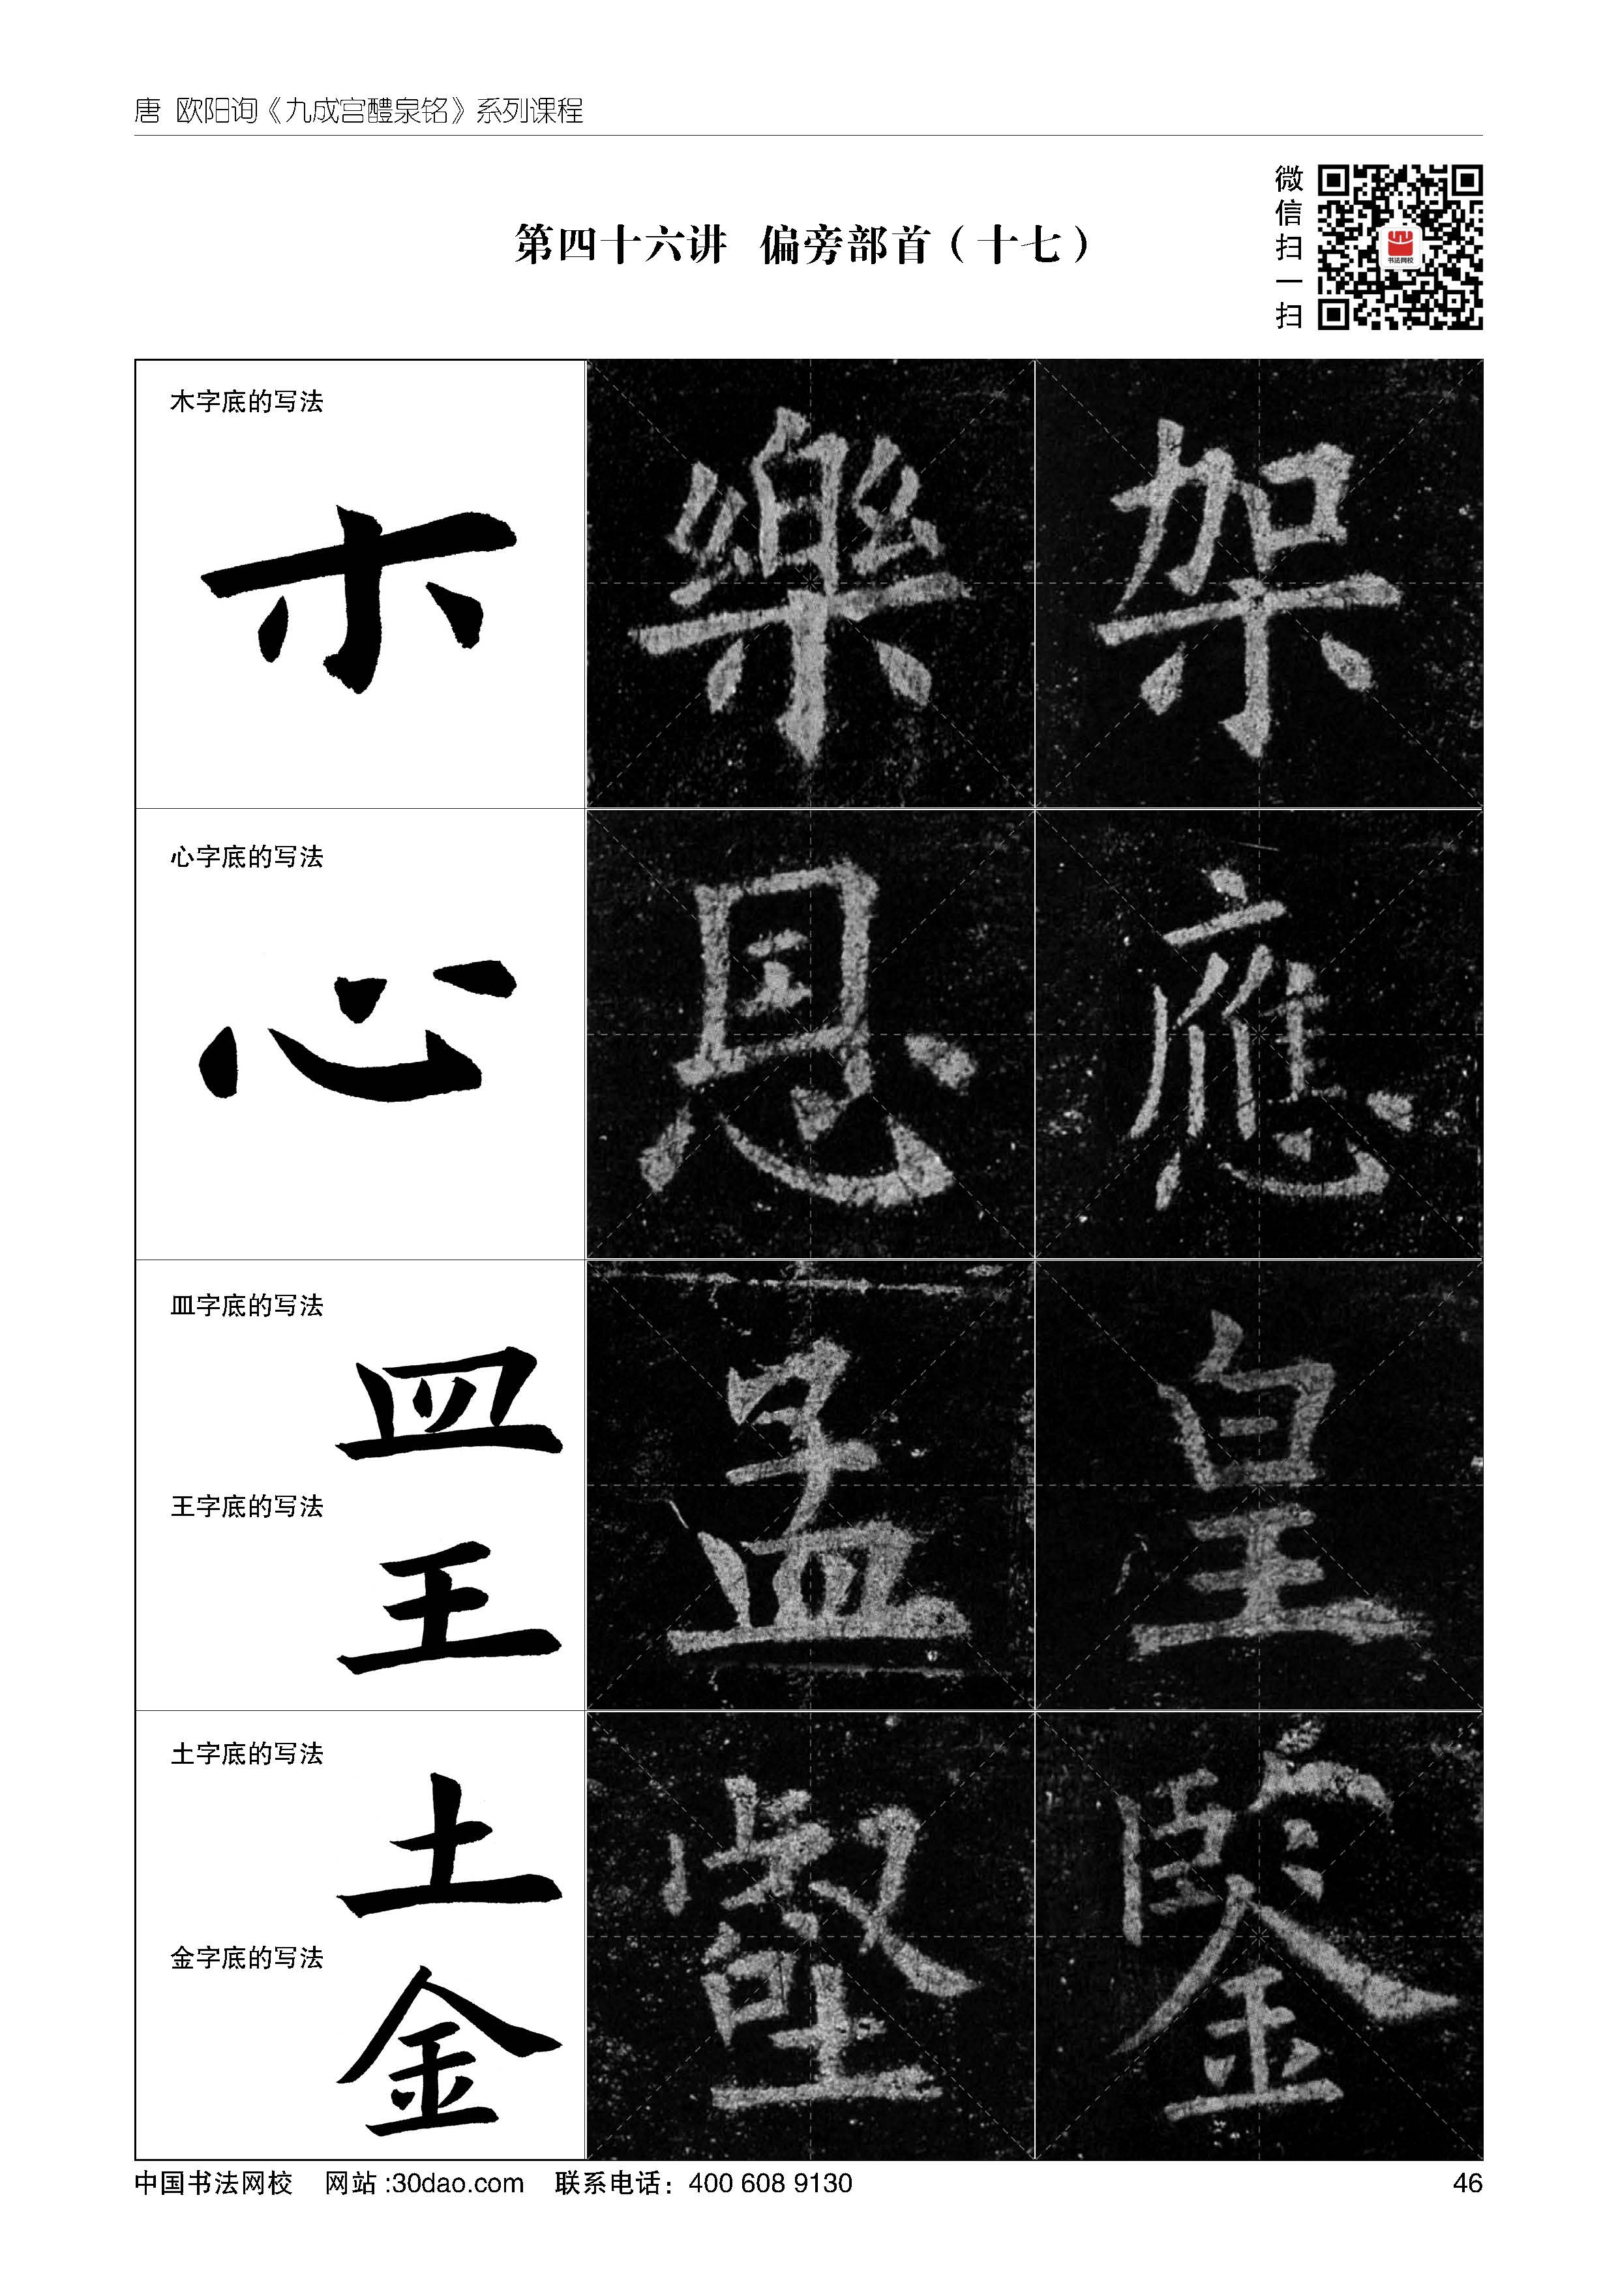 唐 欧阳询《九成宫醴泉铭》系列课程
第四十六讲 偏旁部首（十七）
微信扫一扫
书法网校
木字底的写法
木
樂 架
心字底的写法
心
恩 應
皿字底的写法
皿
王字底的写法
王
孟 皇
土字底的写法
土
金字底的写法
金
壑 鋻
中国书法网校 网站:30dao.com 联系电话：400 608 9130
46